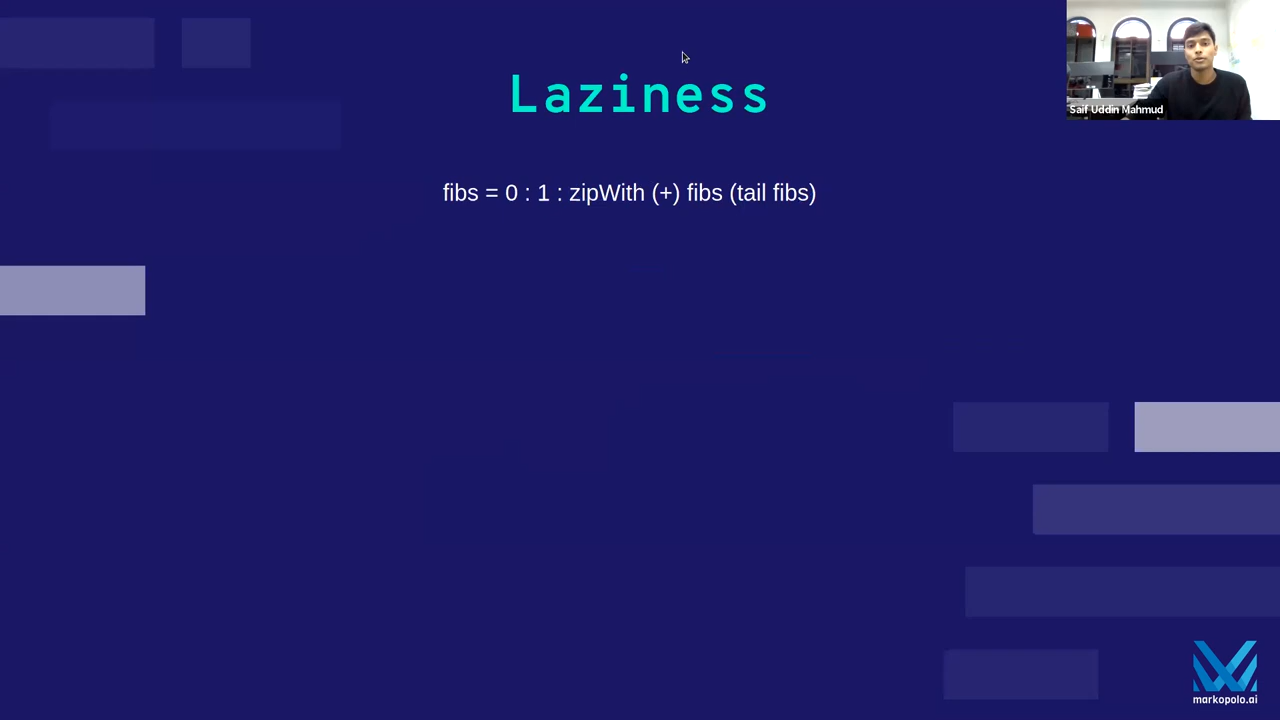 Laziness
Saif Uddin Mahmud
fibs = 0 : 1 : zipWith (+) fibs (tail fibs)
markopolo.ai